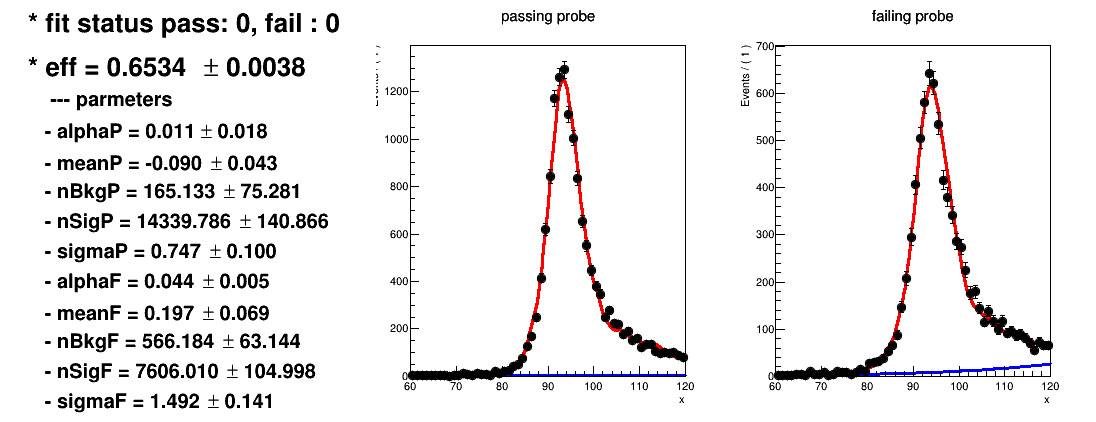 * fit status pass: 0, fail : 0
* eff = 0.6534 ± 0.0038
--- parmeters
- alphaP = 0.011 ± 0.018
- meanP = -0.090 ± 0.043
- nBkgP = 165.133 ± 75.281
- nSigP = 14339.786 ± 140.866
- sigmaP = 0.747 ± 0.100
- alphaF = 0.044 ± 0.005
- meanF = 0.197 ± 0.069
- nBkgF = 566.184 ± 63.144
- nSigF = 7606.010 ± 104.998
- sigmaF = 1.492 ± 0.141
passing probe
1200
1000
800
600
400
200
0
60 70 80 90 100 110 120
x
failing probe
Events / ( 1 )
700
600
500
400
300
200
100
0
60 70 80 90 100 110 120
x